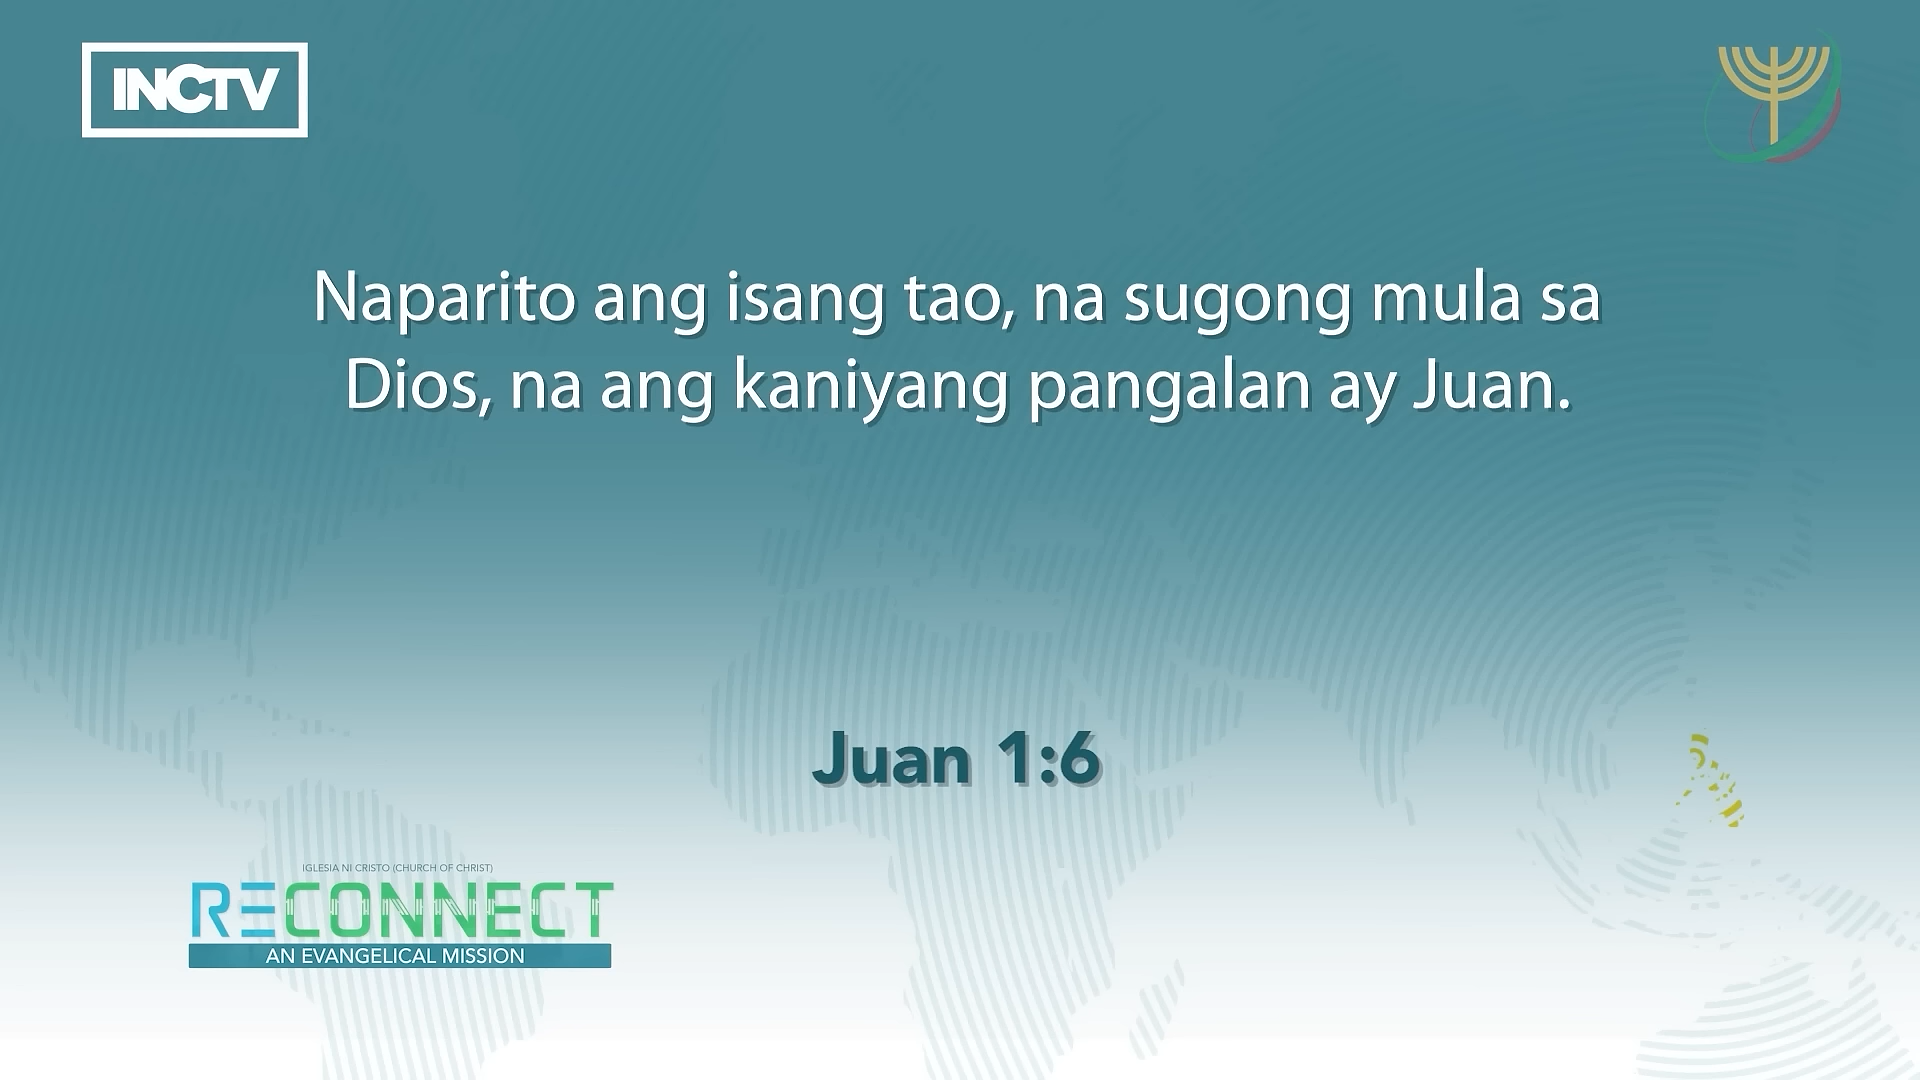 INCTV
Naparito ang isang tao, na sugong mula sa
Dios, na ang kaniyang pangalan ay Juan.
Juan 1:6
IGLESIA NI CRISTO (CHURCH OF CHRIST)
RECONNECT
AN EVANGELICAL MISSION